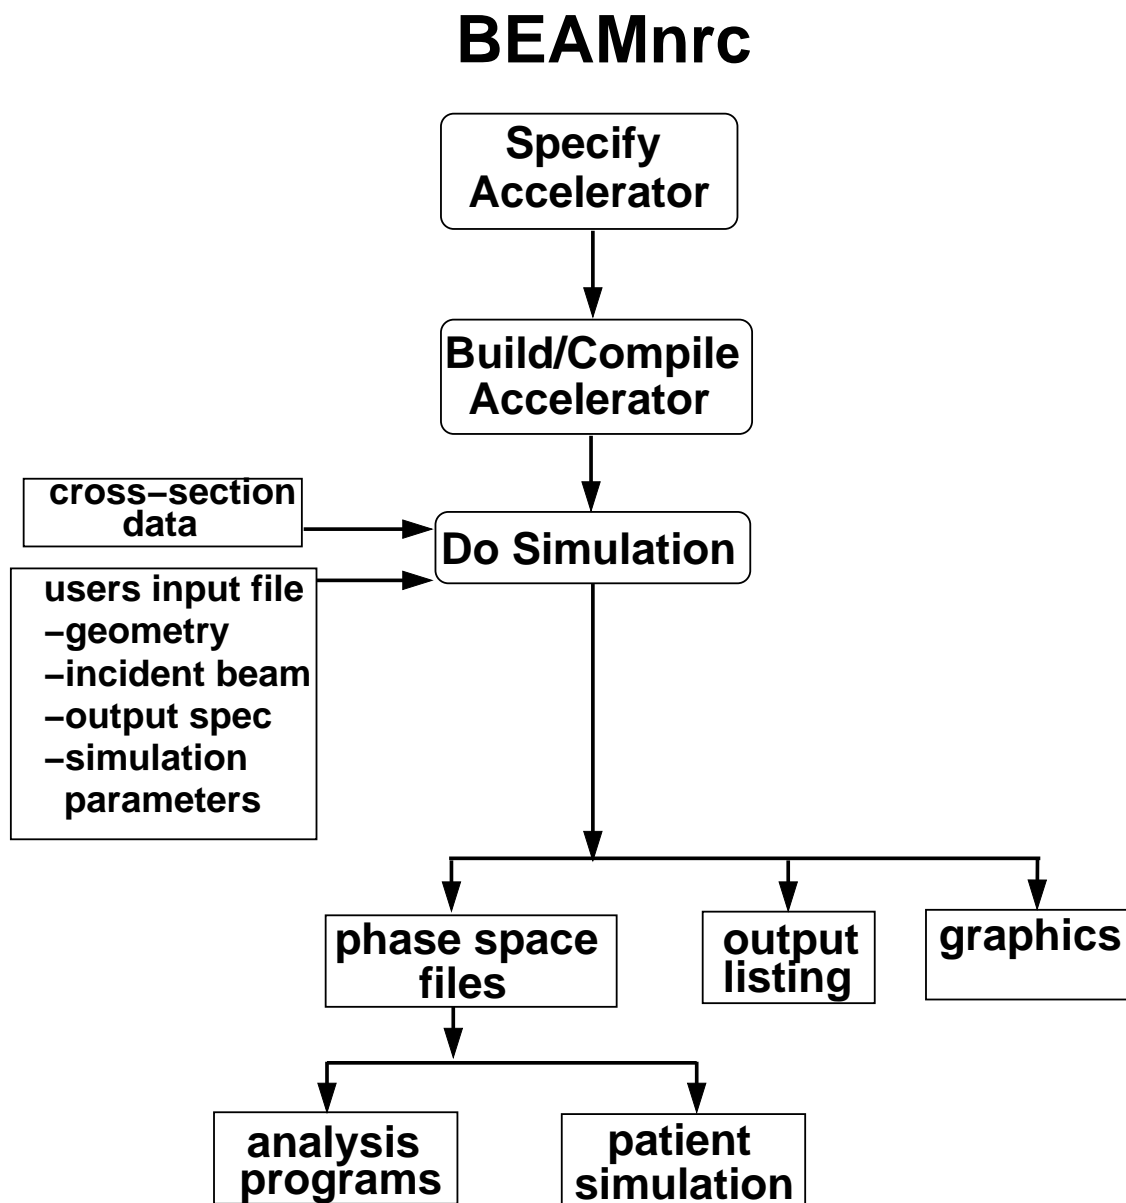 BEAMnrc
Specify
Accelerator
Build/Compile
Accelerator
cross−section
data
Do Simulation
users input file
−geometry
−incident beam
−output spec
−simulation
parameters
phase space
files
output
listing
graphics
analysis
programs
patient
simulation